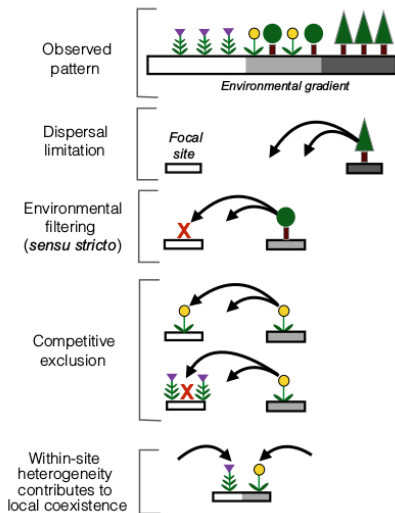 Observed
pattern
Environmental gradient
Dispersal
limitation
Focal
site
Environmental
filtering
(sensu stricto)
X
Competitive
exclusion
X
Within-site
heterogeneity
contributes to
local coexistence